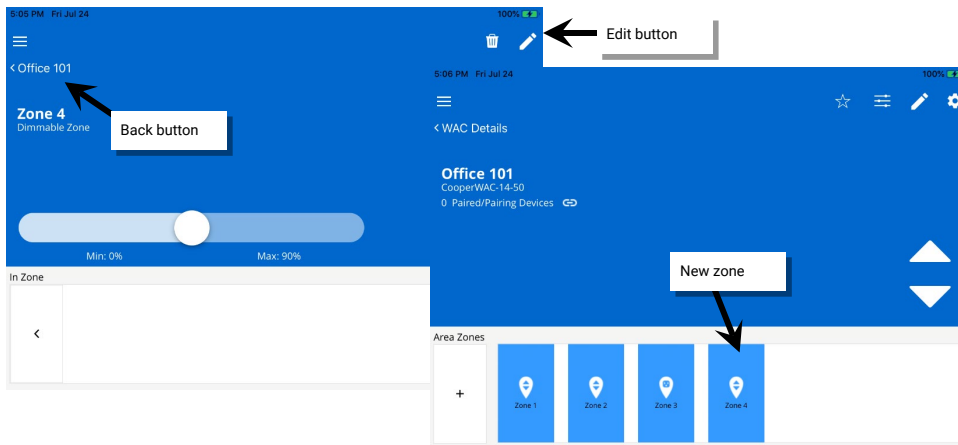 5:05 PM Fri Jul 24
100%
Edit button
< Office 101
Zone 4
Dimmable Zone
Back button
Min: 0%
Max: 90%
In Zone
<
5:06 PM Fri Jul 24
100%
< WAC Details
Office 101
CooperWAC-14-50
0 Paired/Pairing Devices
New zone
Area Zones
+
Zone 1
Zone 2
Zone 3
Zone 4